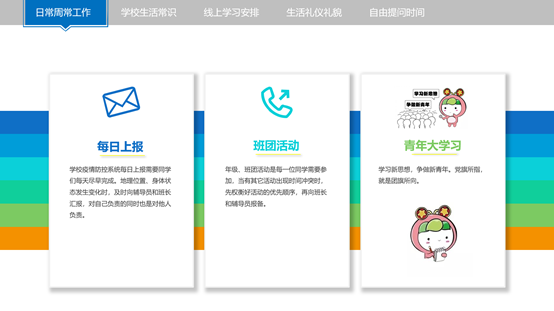 日常周常工作
学校生活常识
线上学习安排
生活礼仪礼貌
自由提问时间
每日上报
学校疫情防控系统每日上报需要同学
们每天尽早完成。地理位置、身体状
态发生变化时，及时向辅导员和班长
汇报，对自己负责的同时也是对他人
负责。
班团活动
年级、班团活动是每一位同学需要参
加，当有其它活动出现时间冲突时，
先权衡好活动的优先顺序，再向班长
和辅导员报备。
学习新思想
争做新青年
青年大学习
学习新思想，争做新青年。党旗所指，
就是团旗所向。